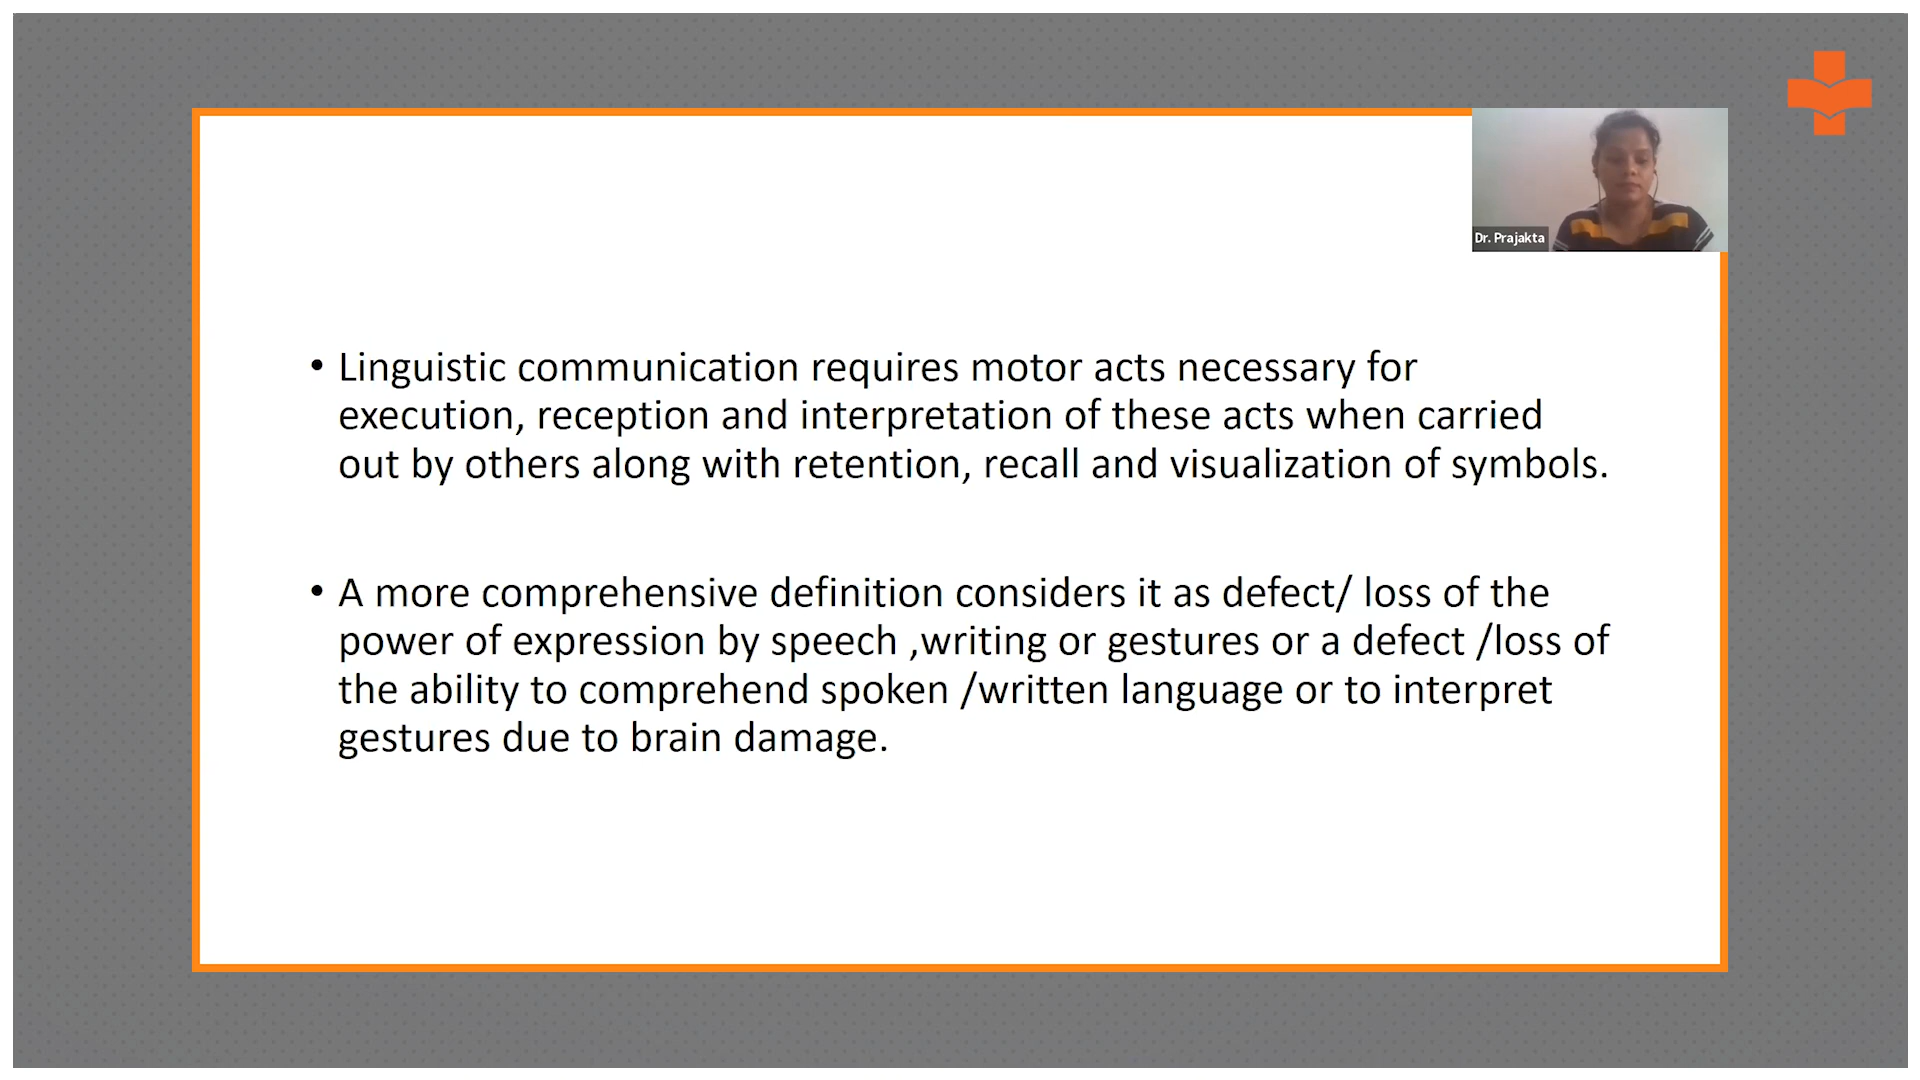 Dr. Prajakta
• Linguistic communication requires motor acts necessary for
execution, reception and interpretation of these acts when carried
out by others along with retention, recall and visualization of symbols.
• A more comprehensive definition considers it as defect/ loss of the
power of expression by speech ,writing or gestures or a defect /loss of
the ability to comprehend spoken /written language or to interpret
gestures due to brain damage.